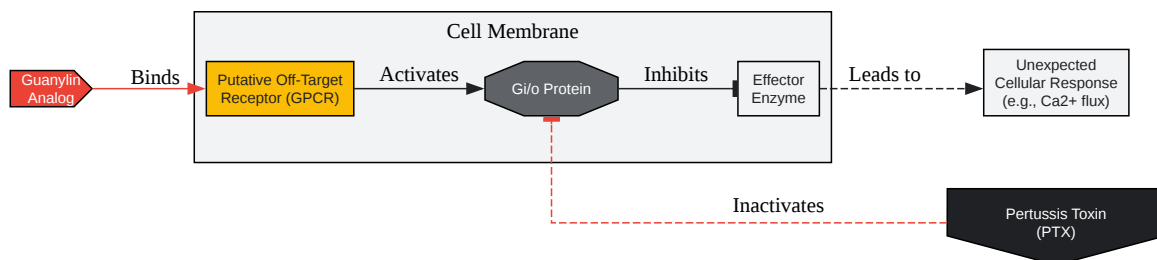 Cell Membrane
Guanylin
Analog
Binds
Putative Off-Target
Receptor (GPCR)
Activates
Gi/o Protein
Inhibits
Effector
Enzyme
Leads to
Unexpected
Cellular Response
(e.g., Ca2+ flux)
Inactivates
Pertussis Toxin
(PTX)